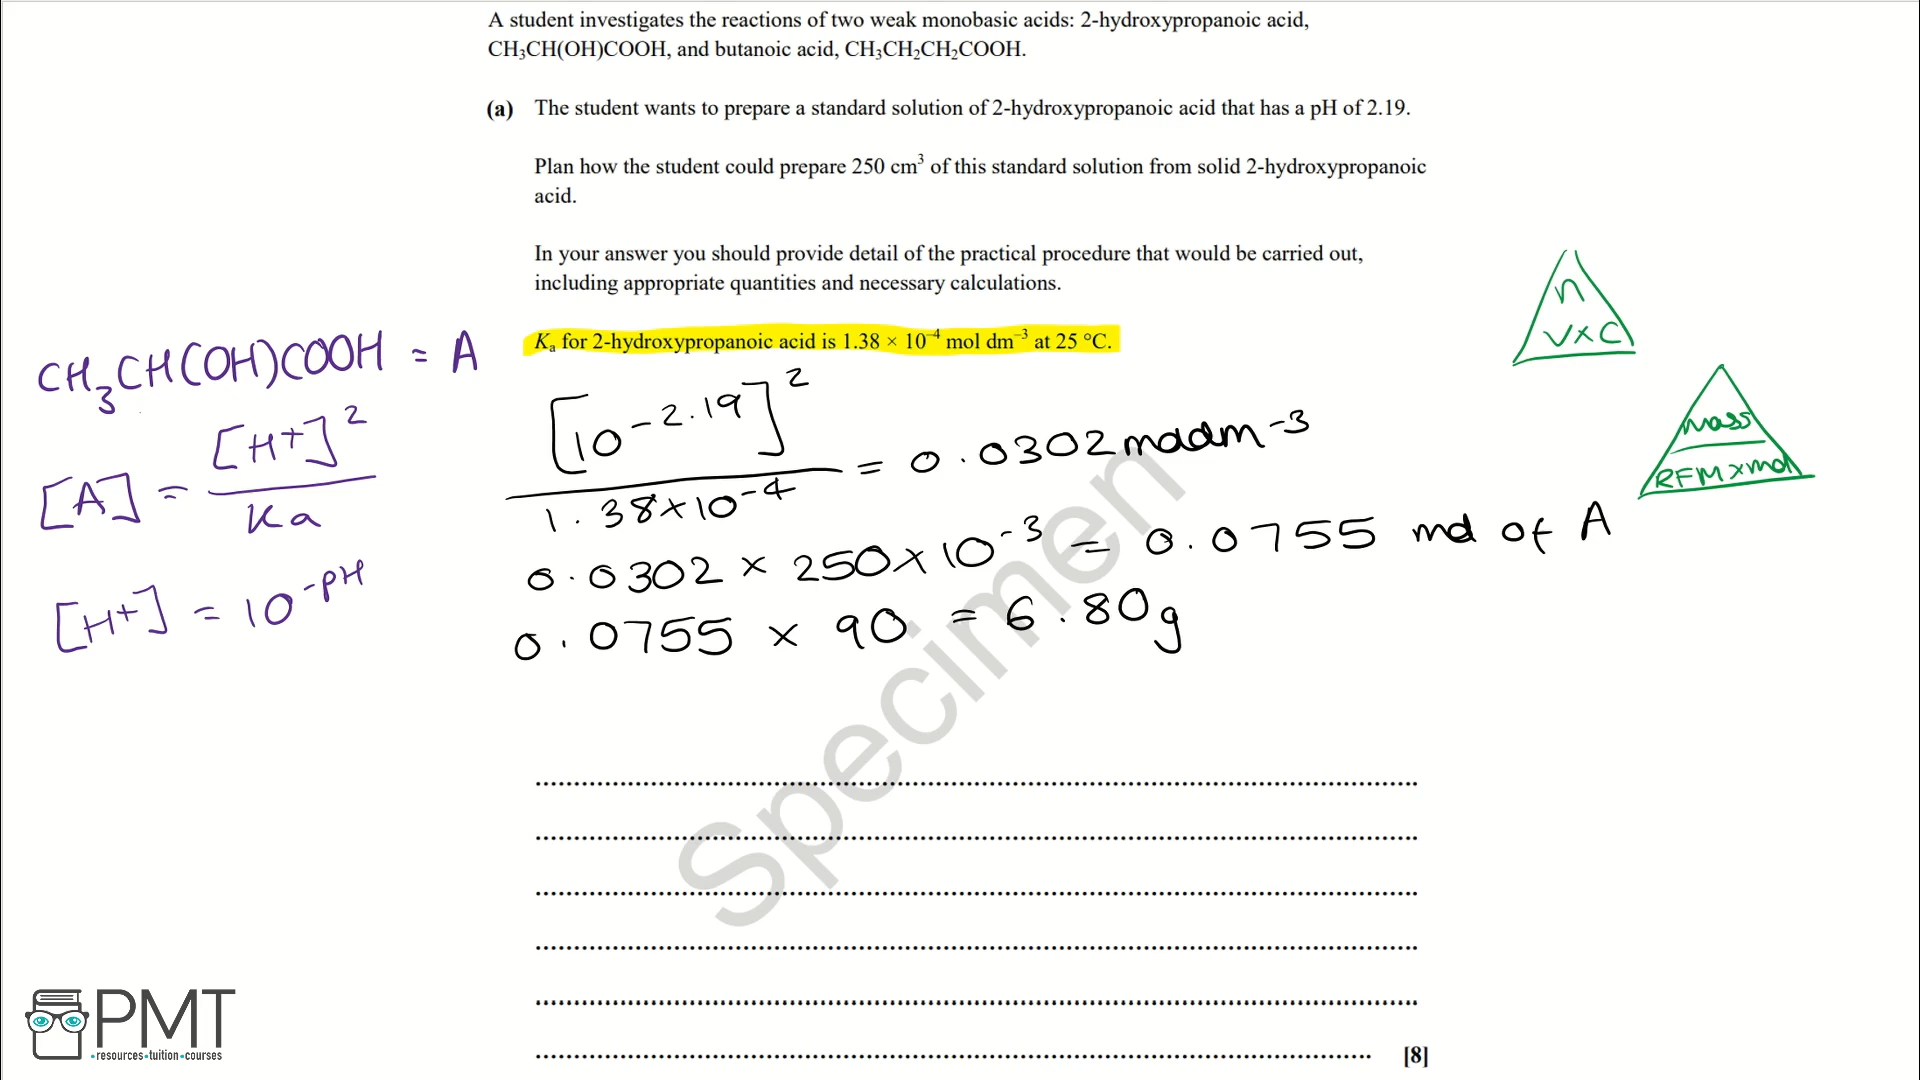 A student investigates the reactions of two weak monobasic acids: 2-hydroxypropanoic acid,
CH₃CH(OH)COOH, and butanoic acid, CH₃CH₂CH₂COOH.
(a) The student wants to prepare a standard solution of 2-hydroxypropanoic acid that has a pH of 2.19.
Plan how the student could prepare 250 cm³ of this standard solution from solid 2-hydroxypropanoic
acid.
In your answer you should provide detail of the practical procedure that would be carried out,
including appropriate quantities and necessary calculations.
Kₐ for 2-hydroxypropanoic acid is 1.38 × 10⁻⁴ mol dm⁻³ at 25 °C.
n
V×C
mass
RFM×mol
CH₃CH(OH)COOH = A
[A] = [H+]² / Ka
[H+] = 10^-pH
[10^-2.19]² / 1.38×10⁻⁴ = 0.0302 moldm⁻³
0.0302 × 250×10⁻³ = 0.0755 mol of A
0.0755 × 90 = 6.80g
Specimen
[8]
PMT
•resources•tuition•courses